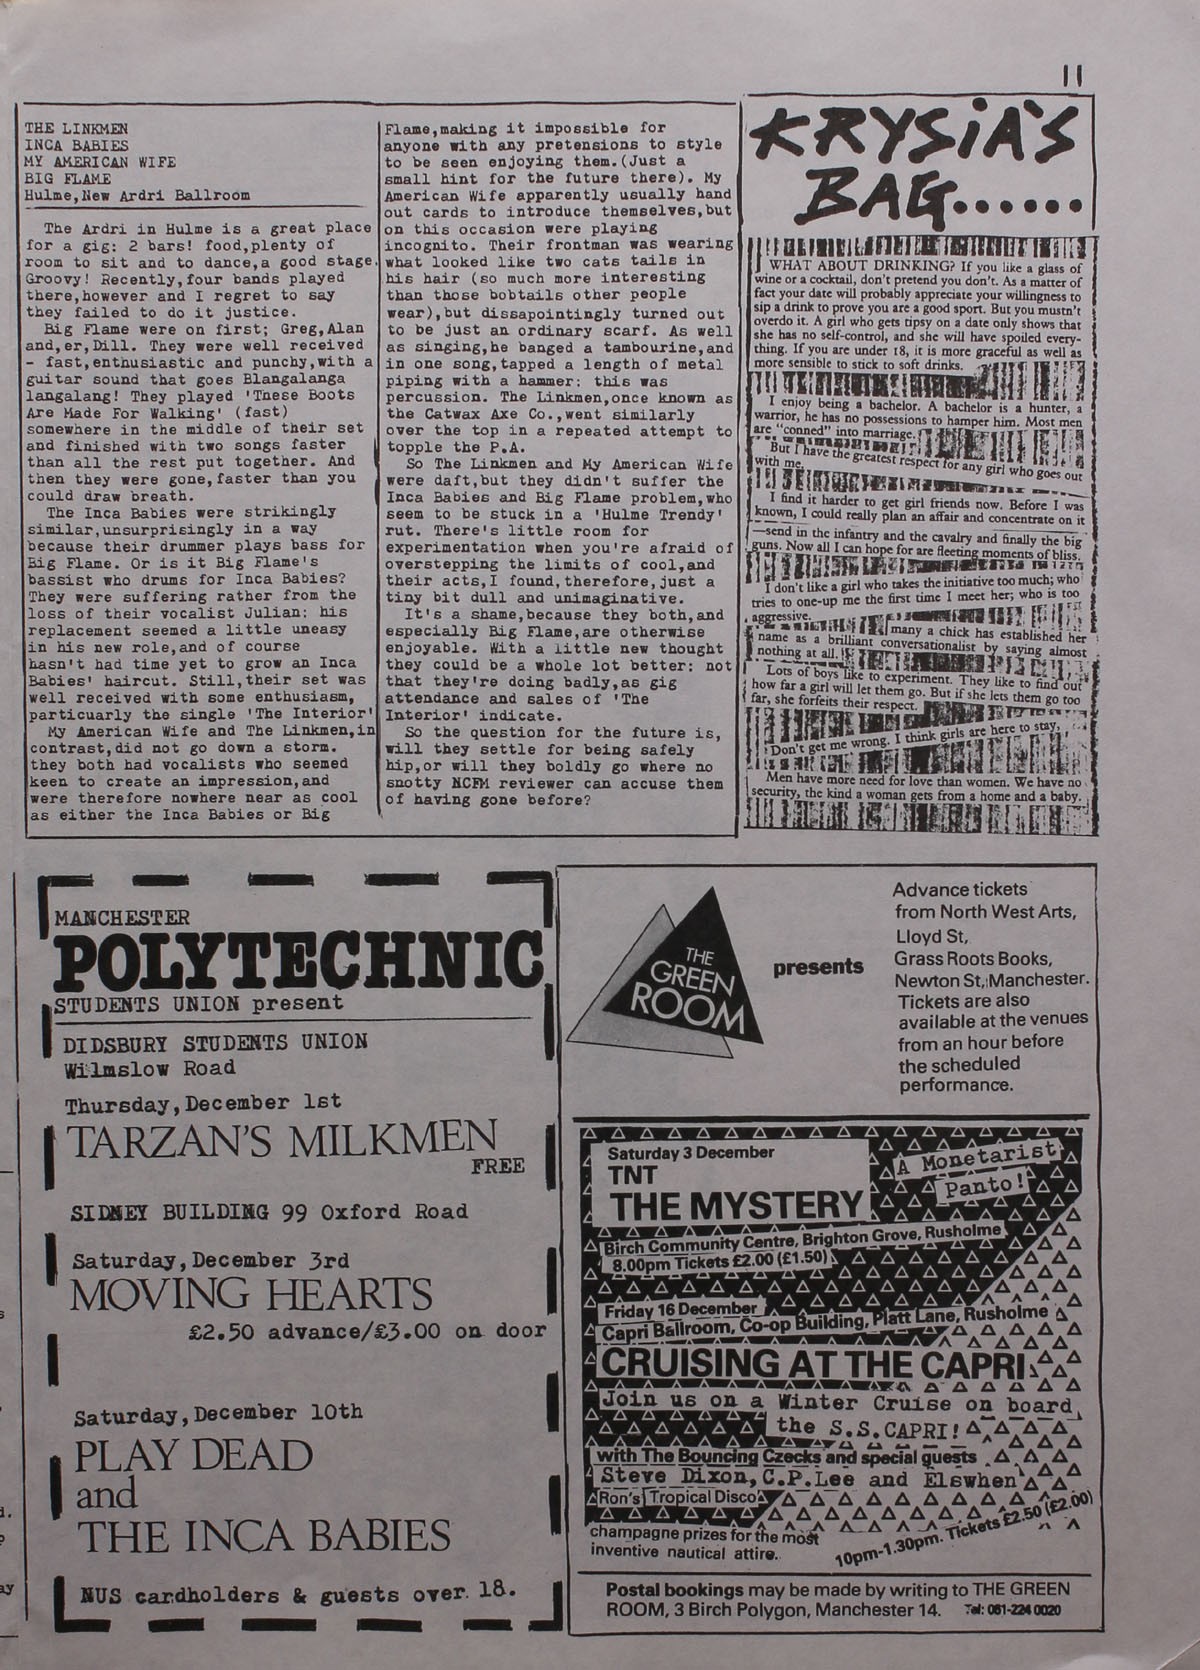 11
THE LINKMEN
INCA BABIES
MY AMERICAN WIFE
BIG FLAME
Hulme,New Ardri Ballroom
The Ardri in Hulme is a great place
for a gig: 2 bars! food,plenty of
room to sit and to dance,a good stage.
Groovy! Recently,four bands played
there,however and I regret to say
they failed to do it justice.
Big Flame were on first; Greg,Alan
and,er,Dill. They were well received
- fast,enthusiastic and punchy,with a
guitar sound that goes Blangalanga
langalang! They played 'Tnese Boots
Are Made For Walking' (fast)
somewhere in the middle of their set
and finished with two songs faster
than all the rest put together. And
then they were gone,faster than you
could draw breath.
The Inca Babies were strikingly
similar,unsurprisingly in a way
because their drummer plays bass for
Big Flame. Or is it Big Flame's
bassist who drums for Inca Babies?
They were suffering rather from the
loss of their vocalist Julian: his
replacement seemed a little uneasy
in his new role,and of course
hasn't had time yet to grow an Inca
Babies' haircut. Still,their set was
well received with some enthusiasm,
particuarly the single 'The Interior'
My American Wife and The Linkmen,in
contrast,did not go down a storm.
they both had vocalists who seemed
keen to create an impression,and
were therefore nowhere near as cool
as either the Inca Babies or Big
Flame,making it impossible for
anyone with any pretensions to style
to be seen enjoying them.(Just a
small hint for the future there). My
American Wife apparently usually hand
out cards to introduce themselves,but
on this occasion were playing
incognito. Their frontman was wearing
what looked like two cats tails in
his hair (so much more interesting
than those bobtails other people
wear),but dissapointingly turned out
to be just an ordinary scarf. As well
as singing,he banged a tambourine,and
in one song,tapped a length of metal
piping with a hammer: this was
percussion. The Linkmen,once known as
the Catwax Axe Co.,went similarly
over the top in a repeated attempt to
topple the P.A.
So The Linkmen and My American Wife
were daft,but they didn't suffer the
Inca Babies and Big Flame problem,who
seem to be stuck in a 'Hulme Trendy'
rut. There's little room for
experimentation when you're afraid of
overstepping the limits of cool,and
their acts,I found,therefore,just a
tiny bit dull and unimaginative.
It's a shame,because they both,and
especially Big Flame,are otherwise
enjoyable. With a little new thought
they could be a whole lot better: not
that they're doing badly,as gig
attendance and sales of 'The
Interior' indicate.
So the question for the future is,
will they settle for being safely
hip,or will they boldly go where no
snotty NCFM reviewer can accuse them
of having gone before?
KRYSiA'S
BAG......
WHAT ABOUT DRINKING? If you like a glass of
wine or a cocktail, don't pretend you don't. As a matter of
fact your date will probably appreciate your willingness to
sip a drink to prove you are a good sport. But you mustn't
overdo it. A girl who gets tipsy on a date only shows that
she has no self-control, and she will have spoiled every-
thing. If you are under 18, it is more graceful as well as
more sensible to stick to soft drinks.
I enjoy being a bachelor. A bachelor is a hunter, a
warrior, he has no possessions to hamper him. Most men
are "conned" into marriage.
But I have the greatest respect for any girl who goes out
with me.
I find it harder to get girl friends now. Before I was
known, I could really plan an affair and concentrate on it
—send in the infantry and the cavalry and finally the big
guns. Now all I can hope for are fleeting moments of bliss.
I don't like a girl who takes the initiative too much; who
tries to one-up me the first time I meet her; who is too
aggressive.
many a chick has established her
name as a brilliant conversationalist by saying almost
nothing at all.
Lots of boys like to experiment. They like to find out
how far a girl will let them go. But if she lets them go too
far, she forfeits their respect.
Don't get me wrong. I think girls are here to stay.
Men have more need for love than women. We have no
security, the kind a woman gets from a home and a baby.
MANCHESTER
POLYTECHNIC
STUDENTS UNION present
DIDSBURY STUDENTS UNION
Wilmslow Road
Thursday,December 1st
TARZAN'S MILKMEN
FREE
SIDNEY BUILDING 99 Oxford Road
Saturday,December 3rd
MOVING HEARTS
£2.50 advance/£3.00 on door
Saturday,December 10th
PLAY DEAD
and
THE INCA BABIES
NUS cardholders & guests over 18.
THE
GREEN
ROOM
presents
Advance tickets
from North West Arts,
Lloyd St,
Grass Roots Books,
Newton St, Manchester.
Tickets are also
available at the venues
from an hour before
the scheduled
performance.
Saturday 3 December
TNT
THE MYSTERY
A Monetarist
Panto!
Birch Community Centre, Brighton Grove, Rusholme
8.00pm Tickets £2.00 (£1.50)
Friday 16 December
Capri Ballroom, Co-op Building, Platt Lane, Rusholme
CRUISING AT THE CAPRI
Join us on a Winter Cruise on board
the S.S.CAPRI!
with The Bouncing Czecks and special guests
Steve Dixon,C.P.Lee and Elswhen
Ron's Tropical Disco
champagne prizes for the most
inventive nautical attire.
10pm-1.30pm. Tickets £2.50 (£2.00)
Postal bookings may be made by writing to THE GREEN
ROOM, 3 Birch Polygon, Manchester 14. Tel: 061-224 0020